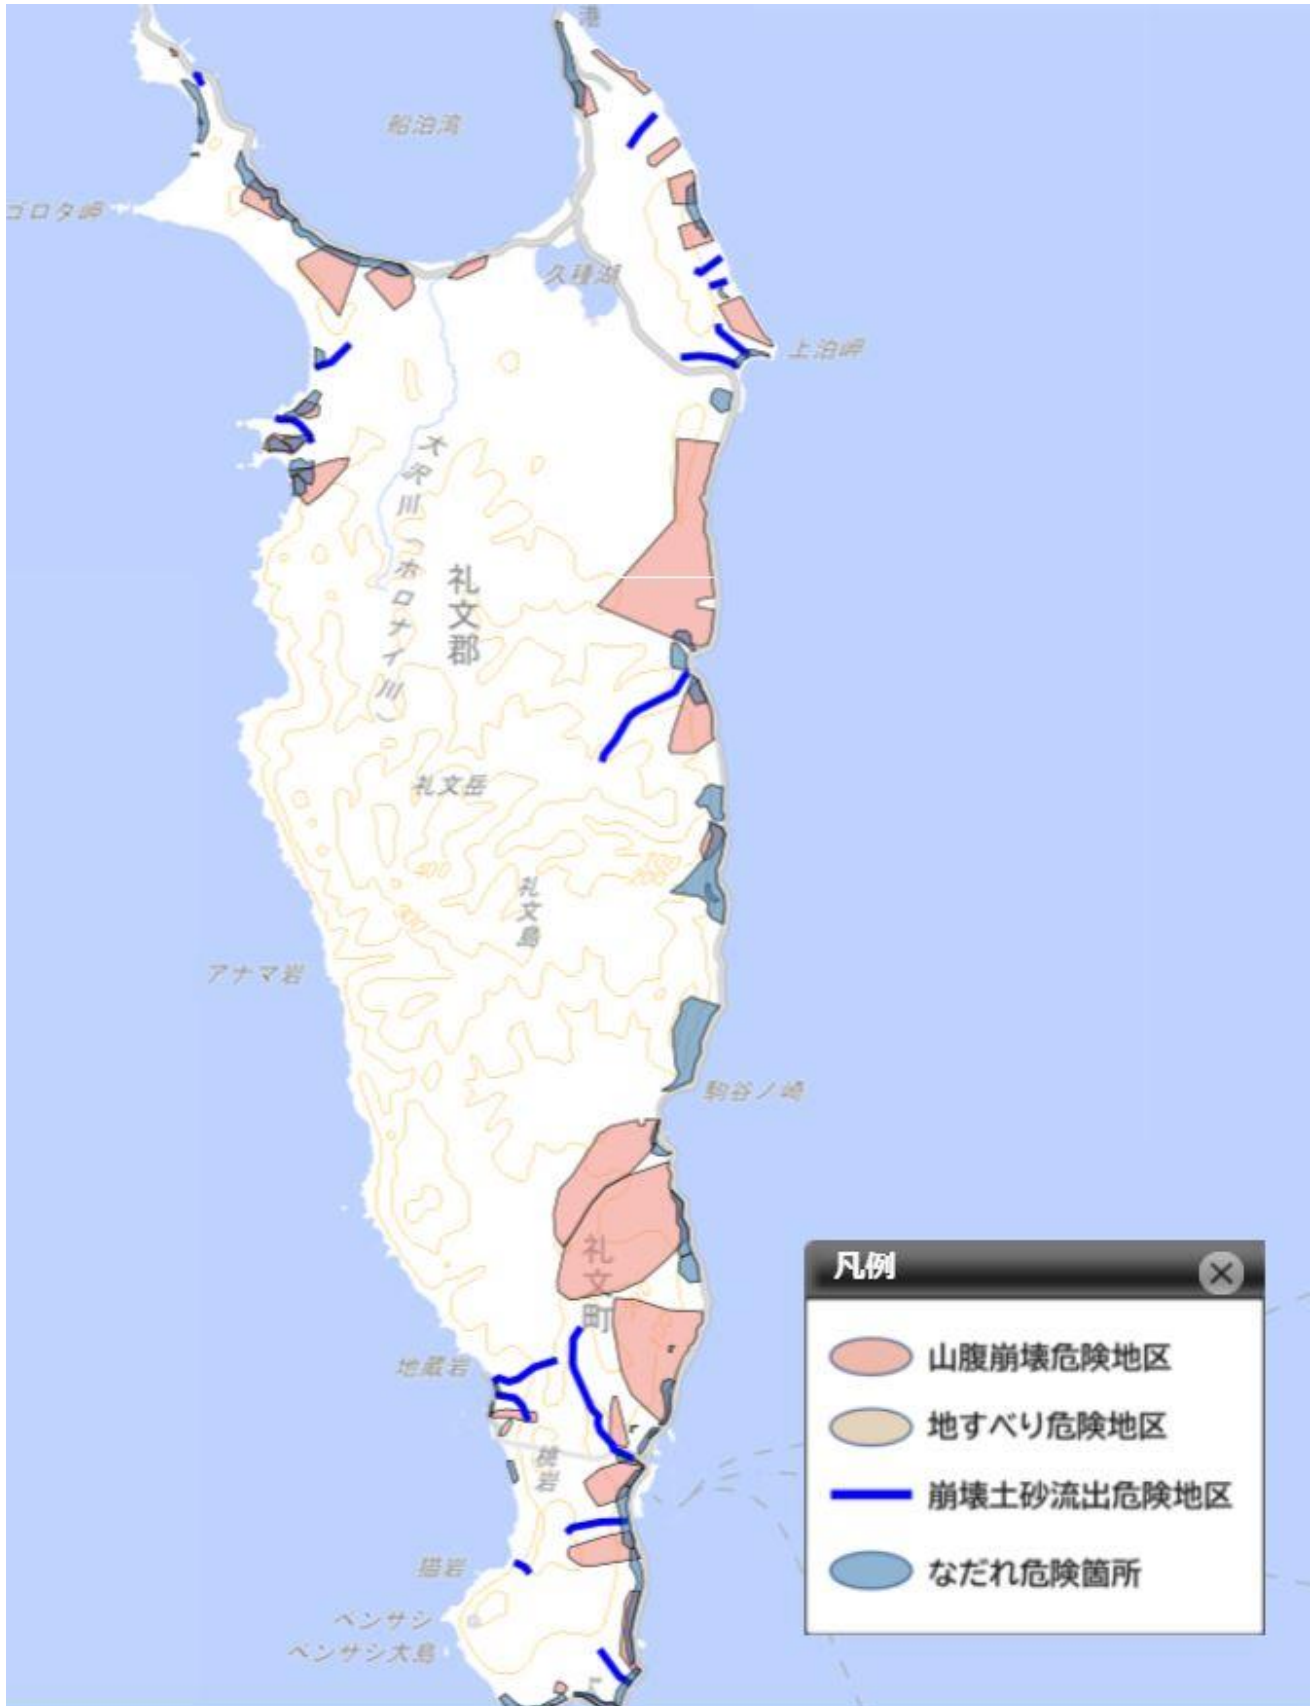 港
船泊湾
ゴロタ岬
久種湖
上泊岬
大沢川（ホロナイ川）
礼文郡
礼文岳
礼文島
アナマ岩
駒谷ノ崎
礼文町
地蔵岩
桃岩
猫岩
ペンサシ
ペンサシ大島
凡例
山腹崩壊危険地区
地すべり危険地区
崩壊土砂流出危険地区
なだれ危険箇所